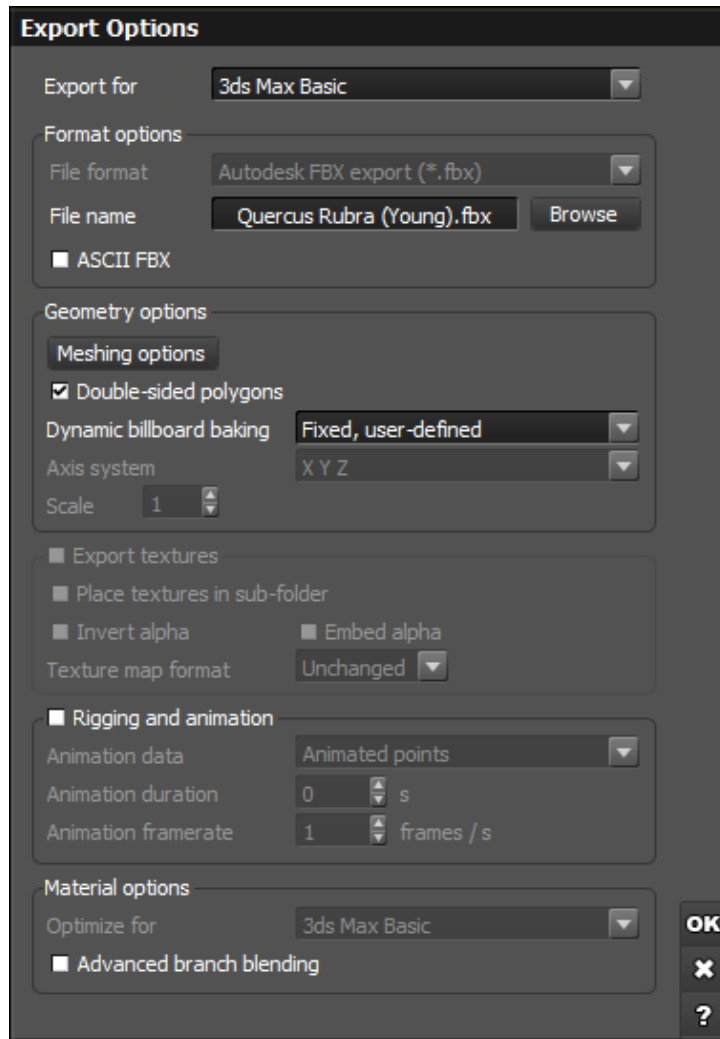 Export Options
Export for 3ds Max Basic
Format options
File format Autodesk FBX export (*.fbx)
File name Quercus Rubra (Young).fbx Browse
ASCII FBX
Geometry options
Meshing options
Double-sided polygons
Dynamic billboard baking Fixed, user-defined
Axis system X Y Z
Scale 1
Export textures
Place textures in sub-folder
Invert alpha Embed alpha
Texture map format Unchanged
Rigging and animation
Animation data Animated points
Animation duration 0 s
Animation framerate 1 frames / s
Material options
Optimize for 3ds Max Basic
OK
Advanced branch blending
?